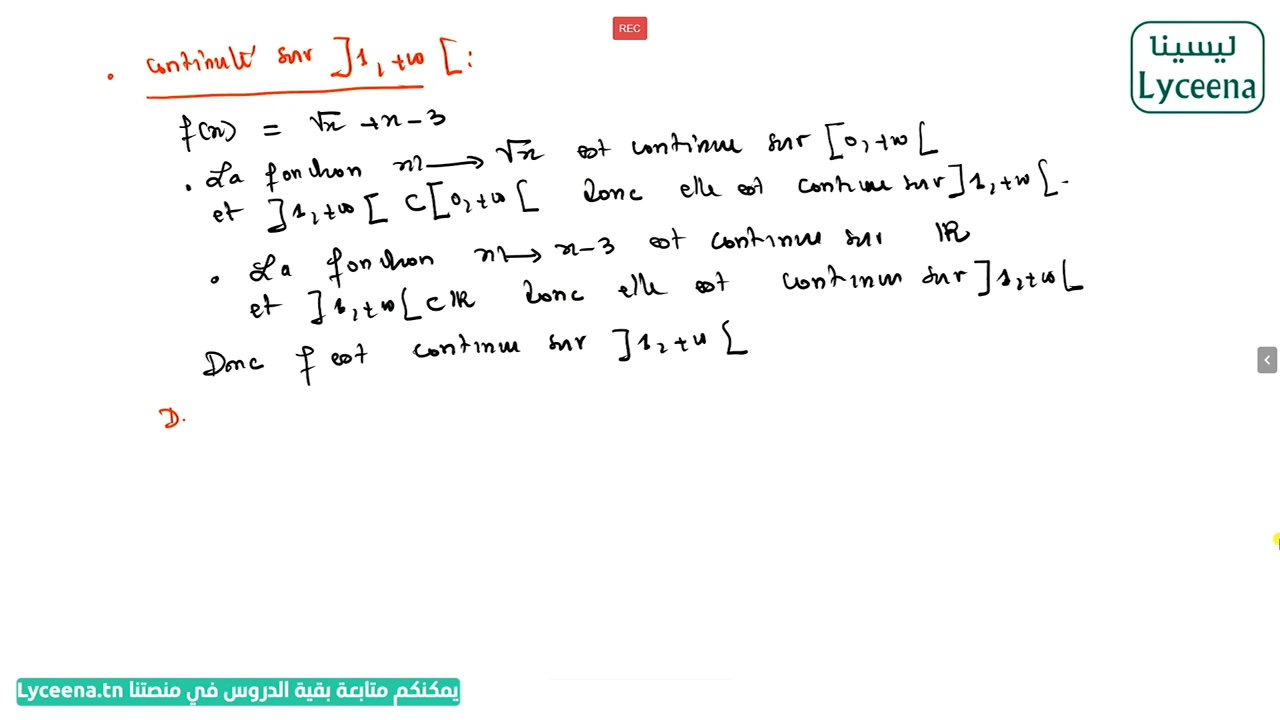 REC
ليسينا
Lyceena
. continuité sur ]1,+∞[ :
f(x) = √x + x - 3
. La fonction x ⟼ √x est continue sur [0,+∞[
et ]1,+∞[ ⊂ [0,+∞[ donc elle est continue sur ]1,+∞[.
. La fonction x ⟼ x-3 est continue sur ℝ
et ]1,+∞[ ⊂ ℝ donc elle est continue sur ]1,+∞[
Donc f est continue sur ]1,+∞[
D.
يمكنكم متابعة بقية الدروس في منصتنا Lyceena.tn